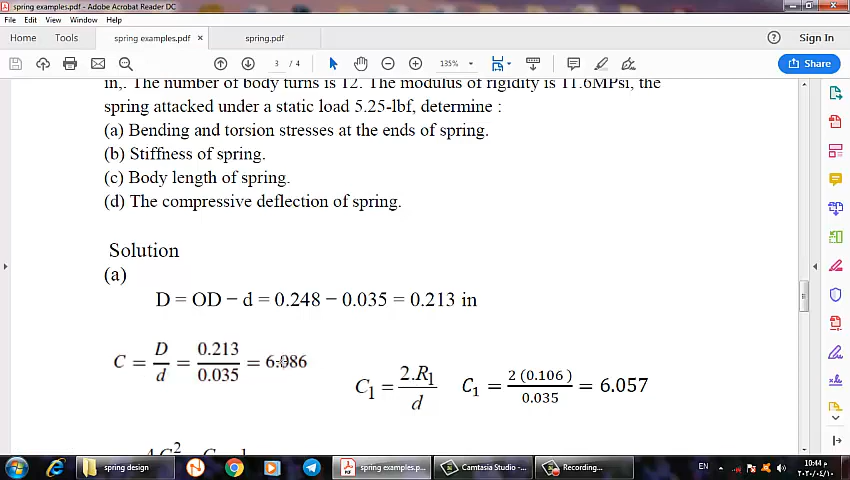 spring examples.pdf - Adobe Acrobat Reader DC
File Edit View Window Help
Home Tools spring examples.pdf × spring.pdf Sign In
3 / 4 135% Share
in,. The number of body turns is 12. The modulus of rigidity is 11.6MPsi, the
spring attacked under a static load 5.25-lbf, determine :
(a) Bending and torsion stresses at the ends of spring.
(b) Stiffness of spring.
(c) Body length of spring.
(d) The compressive deflection of spring.
Solution
(a)
D = OD − d = 0.248 − 0.035 = 0.213 in
C = D/d = 0.213/0.035 = 6.086
C₁ = 2.R₁/d C₁ = 2 (0.106)/0.035 = 6.057
4C² C 1
spring design spring examples.p... Camtasia Studio -... Recording... EN 10:44 م